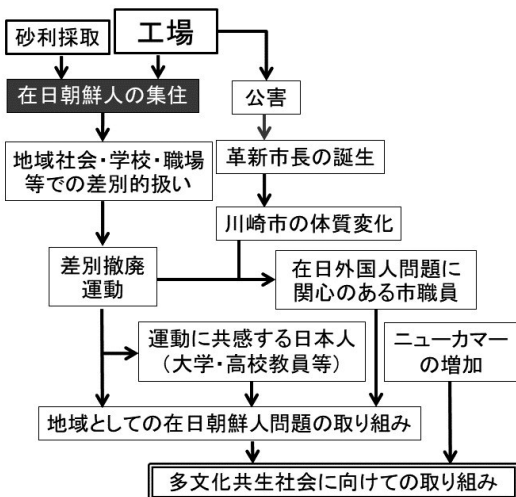 砂利採取
工場
在日朝鮮人の集住
公害
地域社会・学校・職場
等での差別的扱い
革新市長の誕生
川崎市の体質変化
差別撤廃
運動
在日外国人問題に
関心のある市職員
運動に共感する日本人
（大学・高校教員等）
ニューカマー
の増加
地域としての在日朝鮮人問題の取り組み
多文化共生社会に向けての取り組み